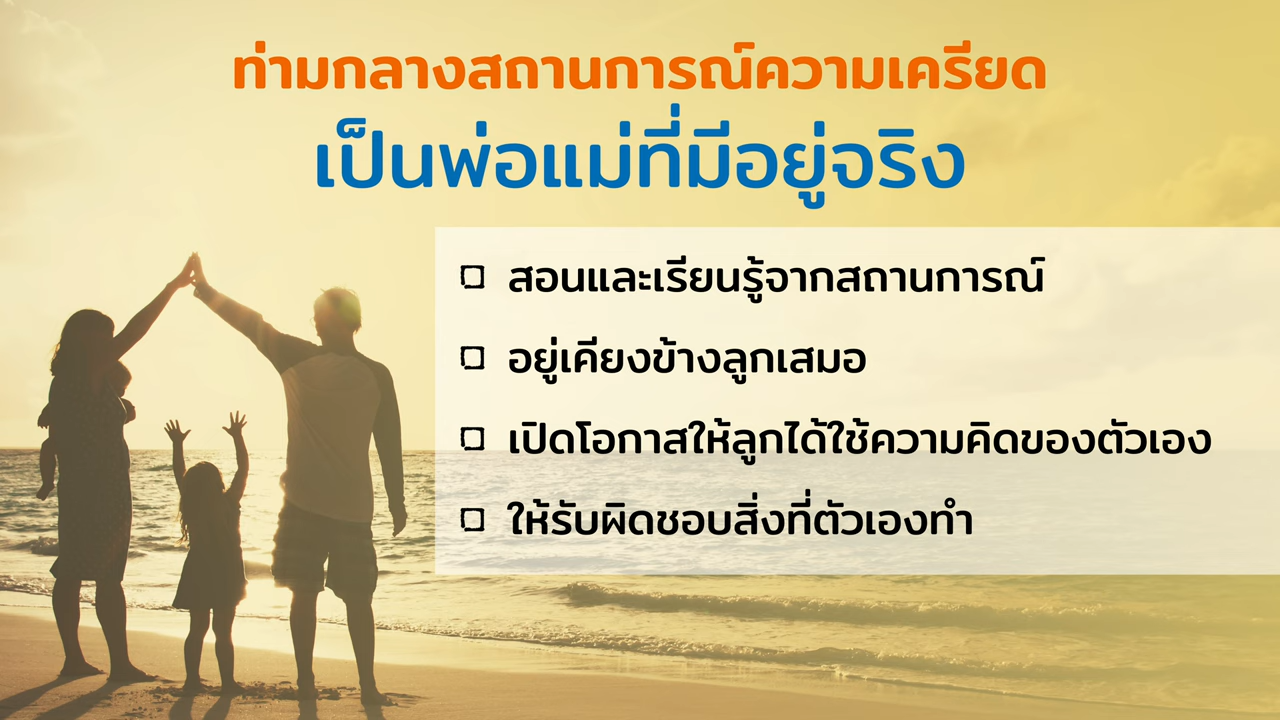 ท่ามกลางสถานการณ์ความเครียด
เป็นพ่อแม่ที่มีอยู่จริง
สอนและเรียนรู้จากสถานการณ์
อยู่เคียงข้างลูกเสมอ
เปิดโอกาสให้ลูกได้ใช้ความคิดของตัวเอง
ให้รับผิดชอบสิ่งที่ตัวเองทำ